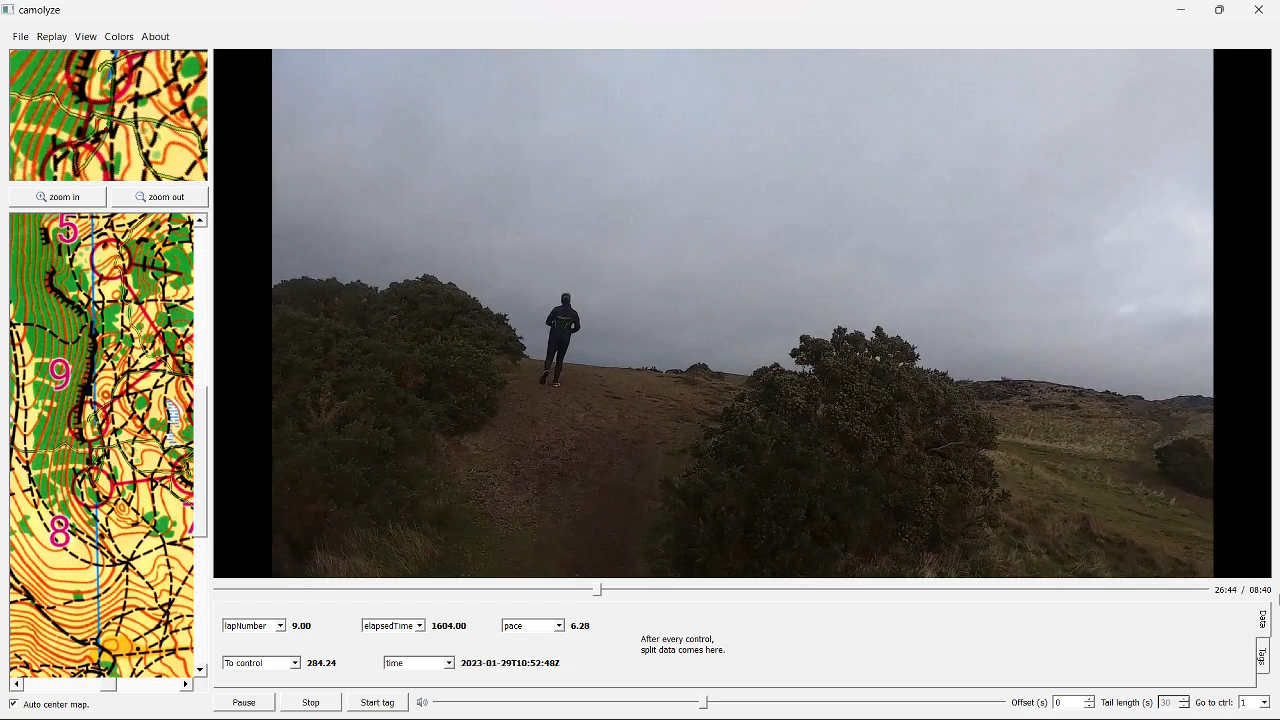 camolyze
File Replay View Colors About
zoom in zoom out
5
9
8
26:44 / 08:40
lapNumber 9.00 elapsedTime 1604.00 pace 6.28
After every control,
split data comes here.
To control 284.24 time 2023-01-29T10:52:48Z
Data
Tags
Pause Stop Start tag Offset (s) 0 Tail length (s) 30 Go to ctrl: 1
Auto center map.